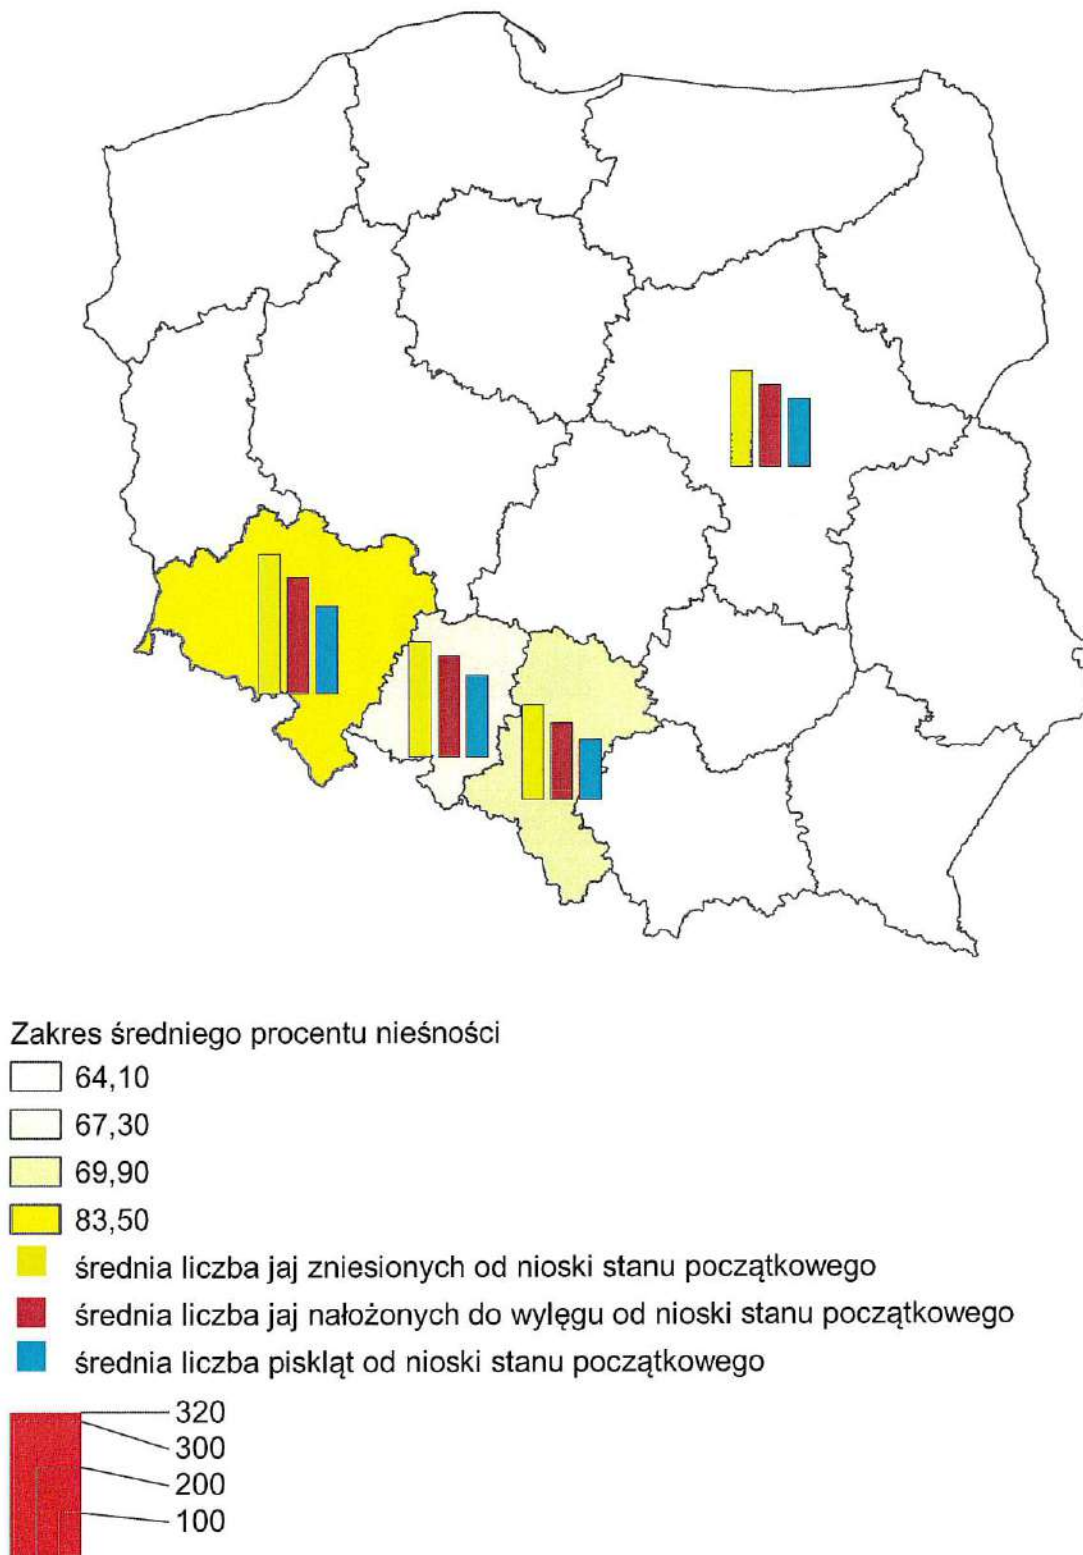 Zakres średniego procentu nieśności
64,10
67,30
69,90
83,50
średnia liczba jaj zniesionych od nioski stanu początkowego
średnia liczba jaj nałożonych do wylęgu od nioski stanu początkowego
średnia liczba piskląt od nioski stanu początkowego
320
300
200
100